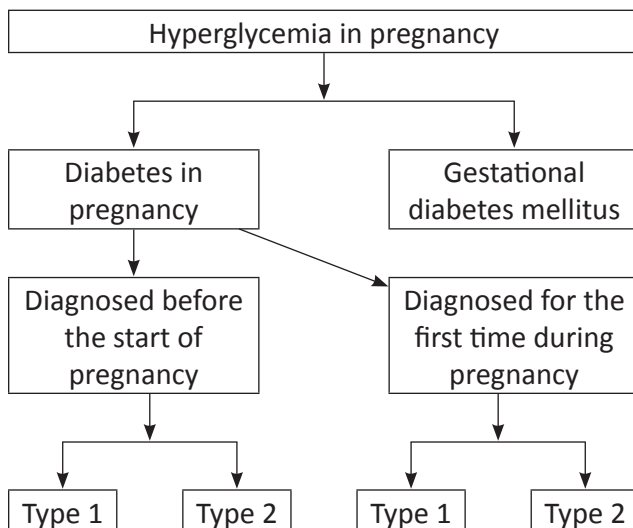 Hyperglycemia in pregnancy
Diabetes in
pregnancy
Gestational
diabetes mellitus
Diagnosed before
the start of
pregnancy
Diagnosed for the
first time during
pregnancy
Type 1
Type 2
Type 1
Type 2